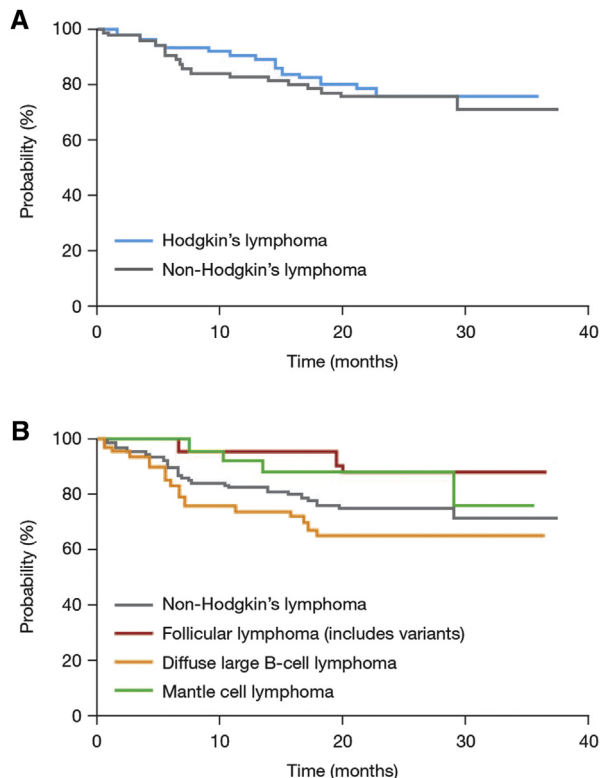 A
100
80
60
40
20
0
Probability (%)
Hodgkin's lymphoma
Non-Hodgkin's lymphoma
0 10 20 30 40
Time (months)
B
100
80
60
40
20
0
Probability (%)
Non-Hodgkin's lymphoma
Follicular lymphoma (includes variants)
Diffuse large B-cell lymphoma
Mantle cell lymphoma
0 10 20 30 40
Time (months)